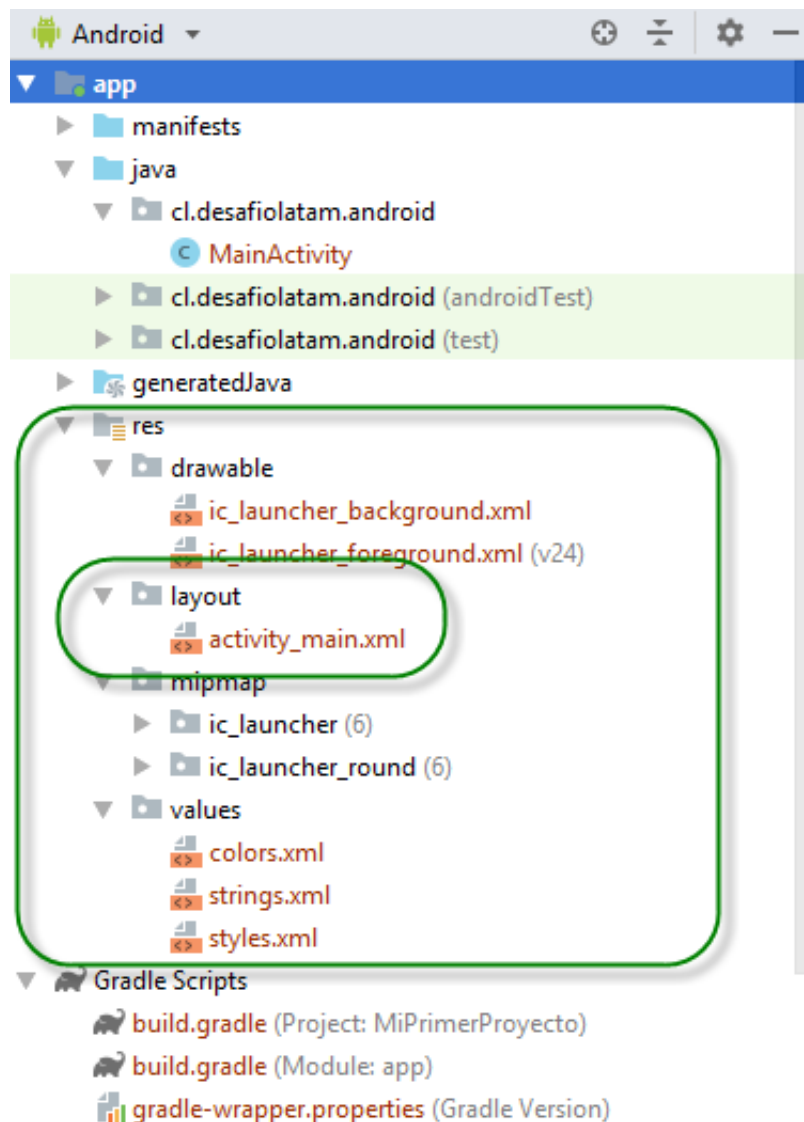 Android
app
manifests
java
cl.desafiolatam.android
MainActivity
cl.desafiolatam.android (androidTest)
cl.desafiolatam.android (test)
generatedJava
res
drawable
ic_launcher_background.xml
ic_launcher_foreground.xml (v24)
layout
activity_main.xml
mipmap
ic_launcher (6)
ic_launcher_round (6)
values
colors.xml
strings.xml
styles.xml
Gradle Scripts
build.gradle (Project: MiPrimerProyecto)
build.gradle (Module: app)
gradle-wrapper.properties (Gradle Version)